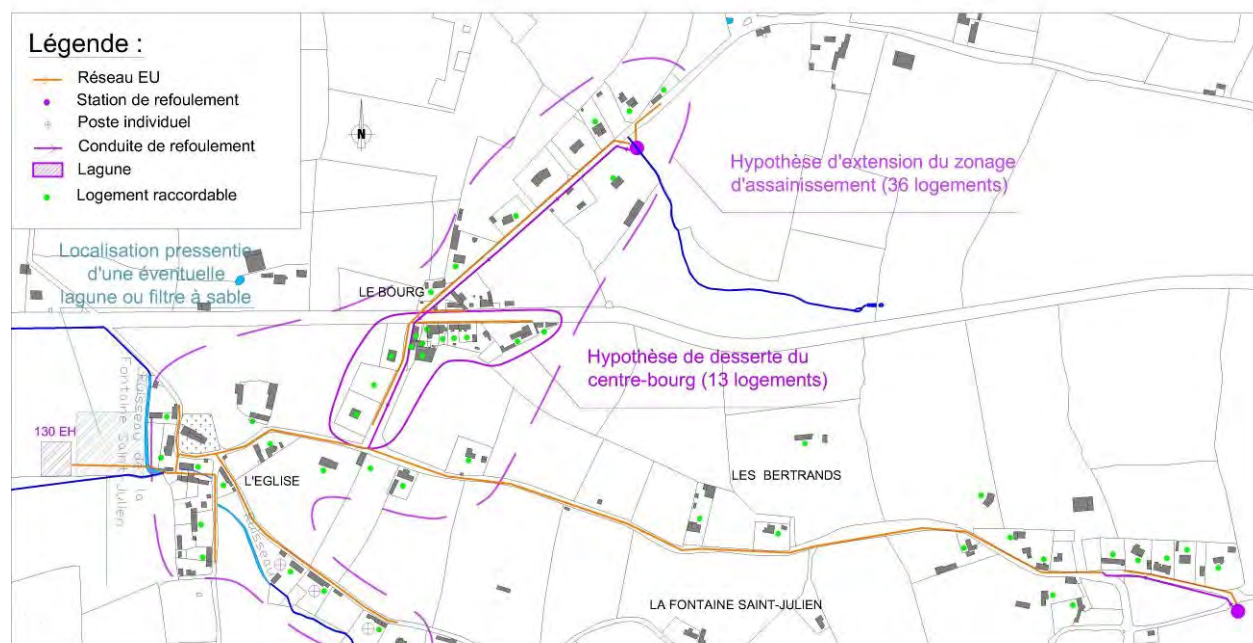 Légende :
Réseau EU
Station de refoulement
Poste individuel
Conduite de refoulement
Lagune
Logement raccordable
N
Hypothèse d'extension du zonage
d'assainissement (36 logements)
Localisation pressentie
d'une éventuelle
lagune ou filtre à sable
LE BOURG
Hypothèse de desserte du
centre-bourg (13 logements)
Ruisseau de la
Fontaine Saint Julien
130 EH
L'EGLISE
LES BERTRANDS
Ruisseau
LA FONTAINE SAINT-JULIEN